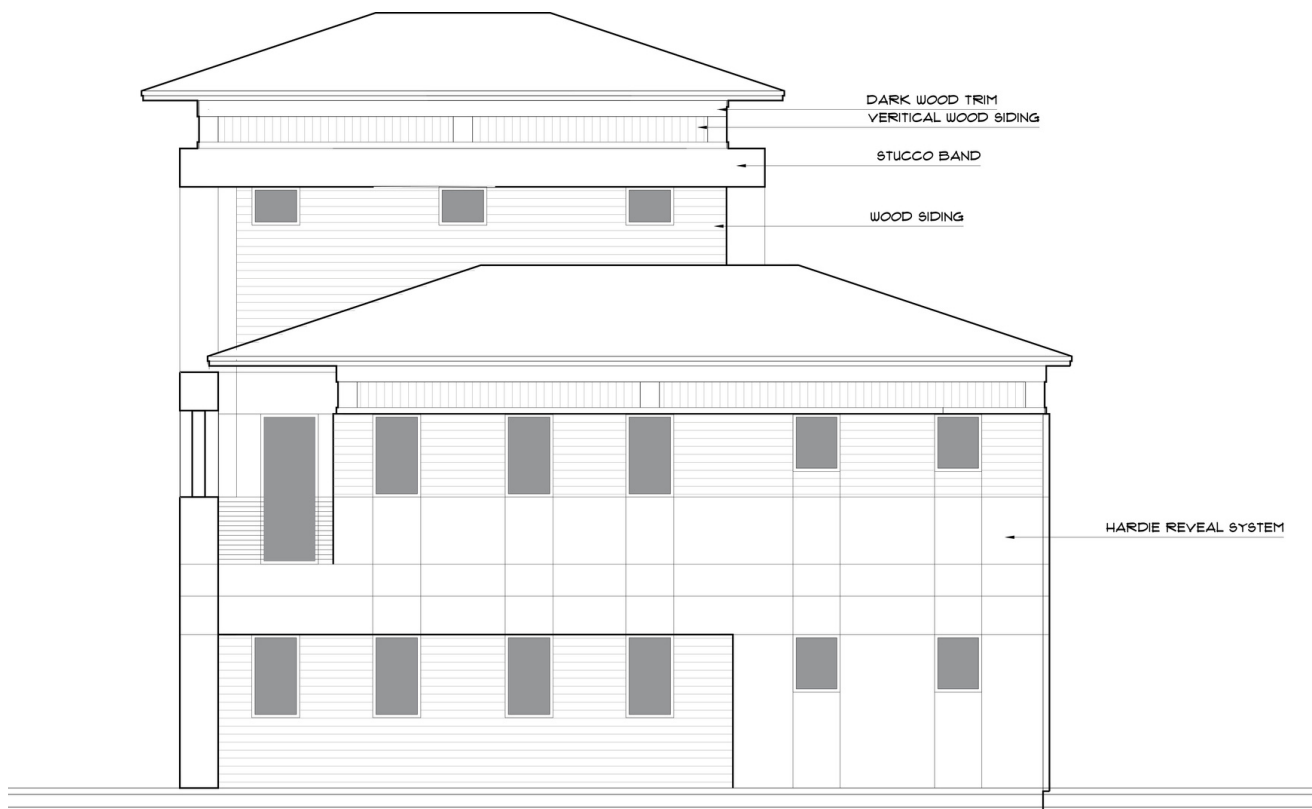 DARK WOOD TRIM
VERITICAL WOOD SIDING
STUCCO BAND
WOOD SIDING
HARDIE REVEAL SYSTEM